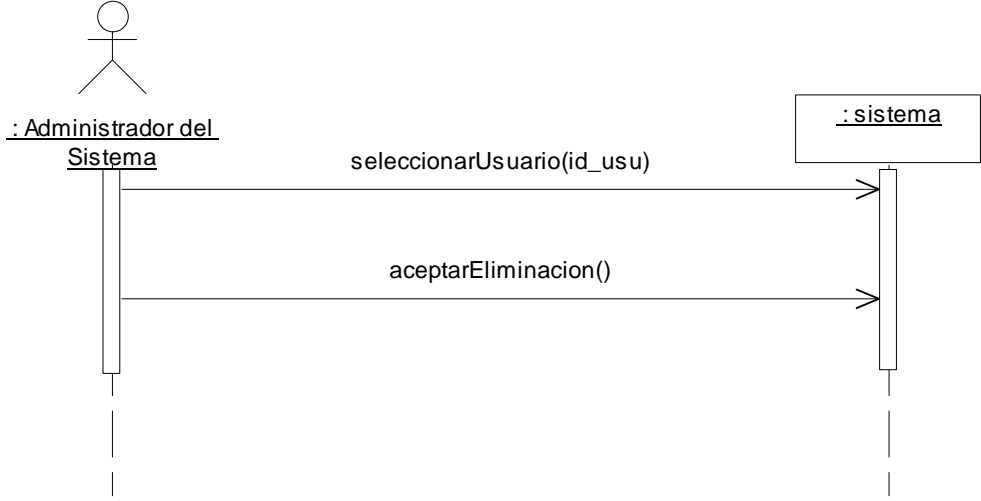 : Administrador del
Sistema
: sistema
seleccionarUsuario(id_usu)
aceptarEliminacion()